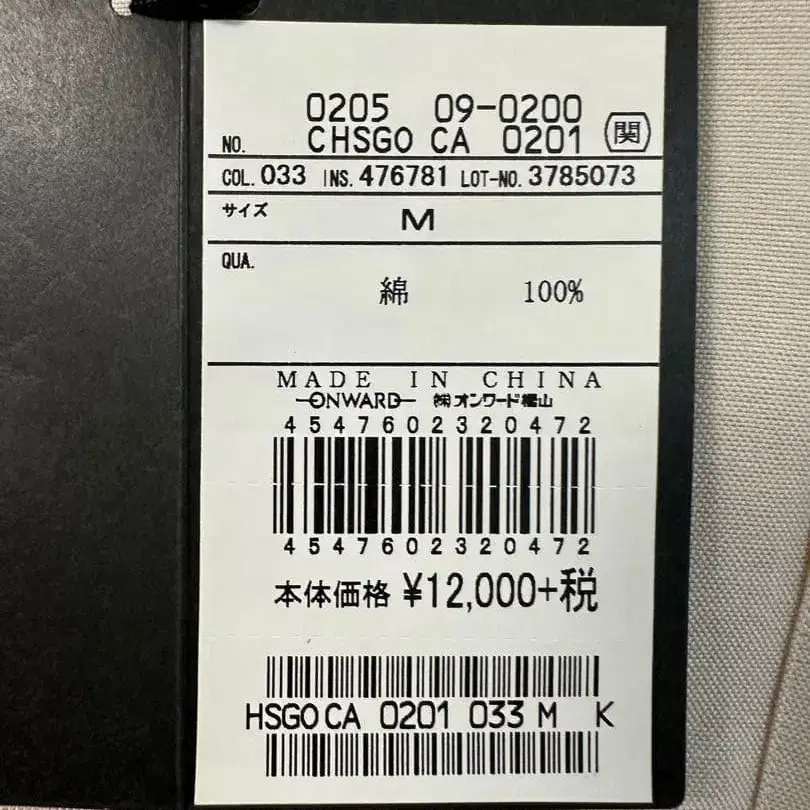 0205 09-0200
NO. CHSGO CA 0201 関
COL. 033 INS. 476781 LOT-NO. 3785073
サイズ M
QUA.
綿 100%
MADE IN CHINA
ONWARD ㈱オンワード樫山
4547602320472
4547602320472
本体価格 ¥12,000+税
HSGO CA 0201 033 M K